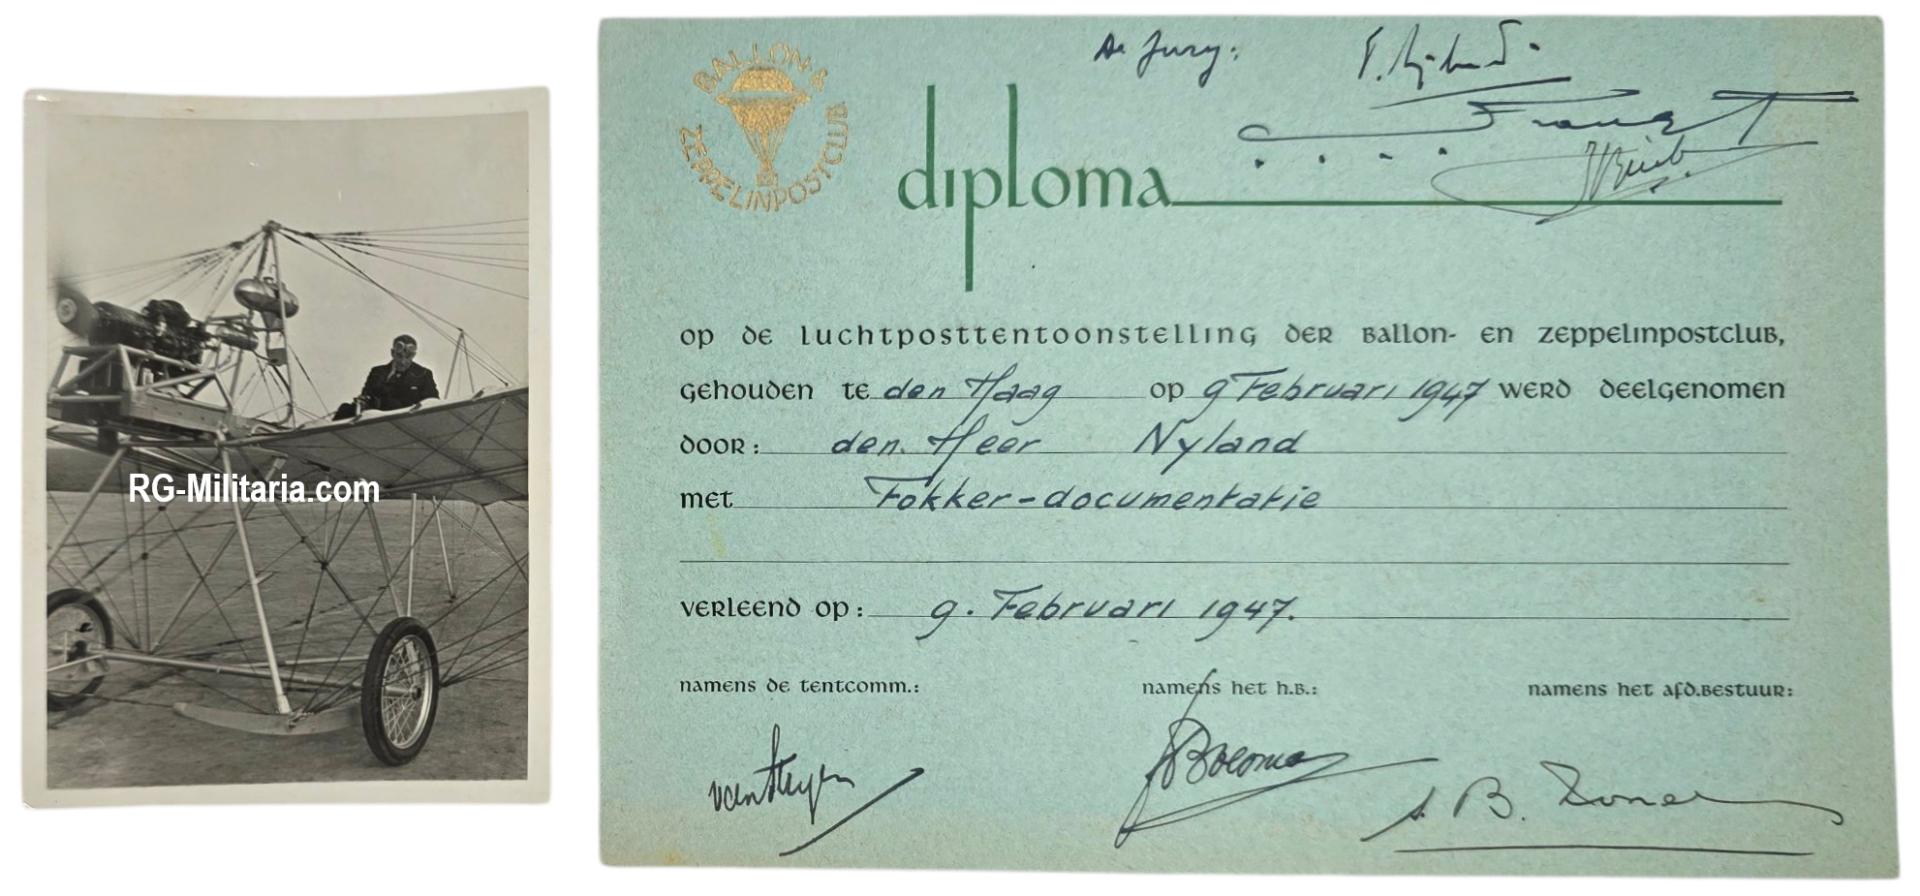 RG-Militaria.com
BALLON & ZEPPELINPOSTCLUB
De Jury:
diploma
op de luchtposttentoonstelling der Ballon- en Zeppelinpostclub,
gehouden te den Haag op 9 Februari 1947 werd deelgenomen
door: den Heer Nyland
met Fokker-documentatie
verleend op: 9. Februari 1947.
namens de tentcomm.: namens het h.b.: namens het afd.bestuur: